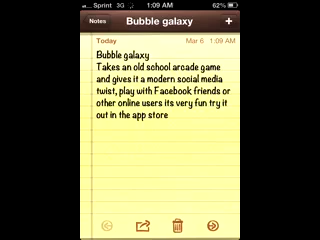 Sprint 3G 1:09 AM 62%
Notes Bubble galaxy +
Today Mar 6 1:09 AM
Bubble galaxy
Takes an old school arcade game
and gives it a modern social media
twist, play with Facebook friends or
other online users its very fun try it
out in the app store